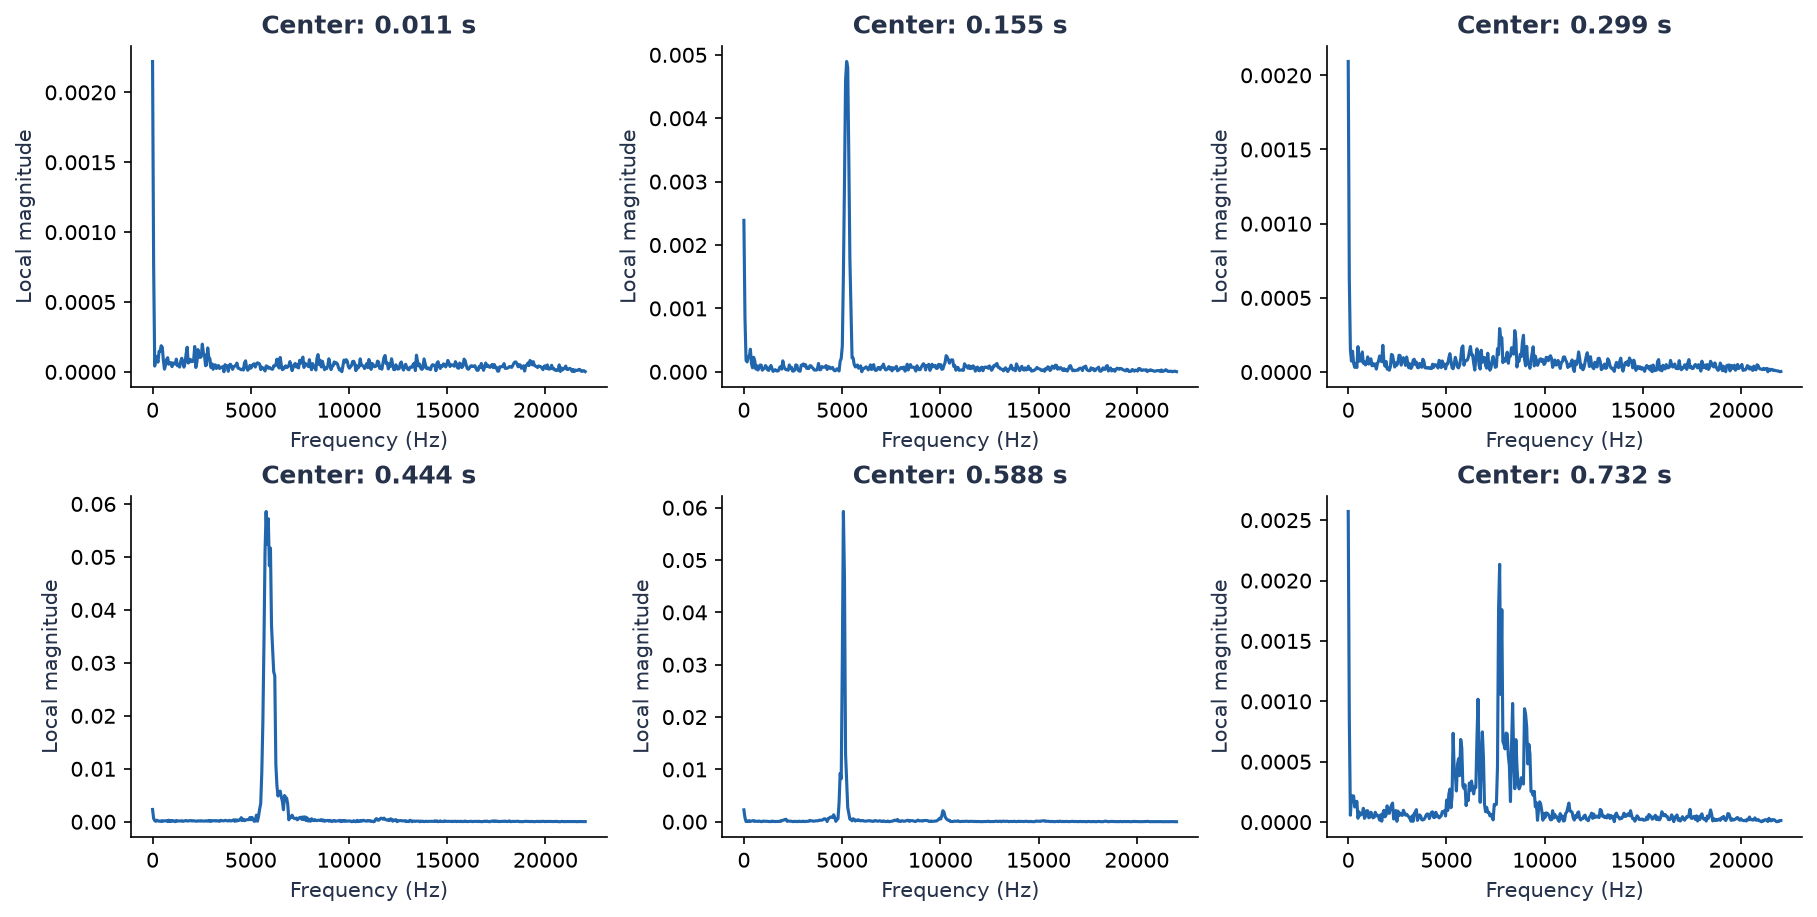 Center: 0.011 s
Center: 0.155 s
Center: 0.299 s
Local magnitude
0.0020
0.0015
0.0010
0.0005
0.0000
0 5000 10000 15000 20000
Frequency (Hz)
Local magnitude
0.005
0.004
0.003
0.002
0.001
0.000
0 5000 10000 15000 20000
Frequency (Hz)
Local magnitude
0.0020
0.0015
0.0010
0.0005
0.0000
0 5000 10000 15000 20000
Frequency (Hz)
Center: 0.444 s
Center: 0.588 s
Center: 0.732 s
Local magnitude
0.06
0.05
0.04
0.03
0.02
0.01
0.00
0 5000 10000 15000 20000
Frequency (Hz)
Local magnitude
0.06
0.05
0.04
0.03
0.02
0.01
0.00
0 5000 10000 15000 20000
Frequency (Hz)
Local magnitude
0.0025
0.0020
0.0015
0.0010
0.0005
0.0000
0 5000 10000 15000 20000
Frequency (Hz)